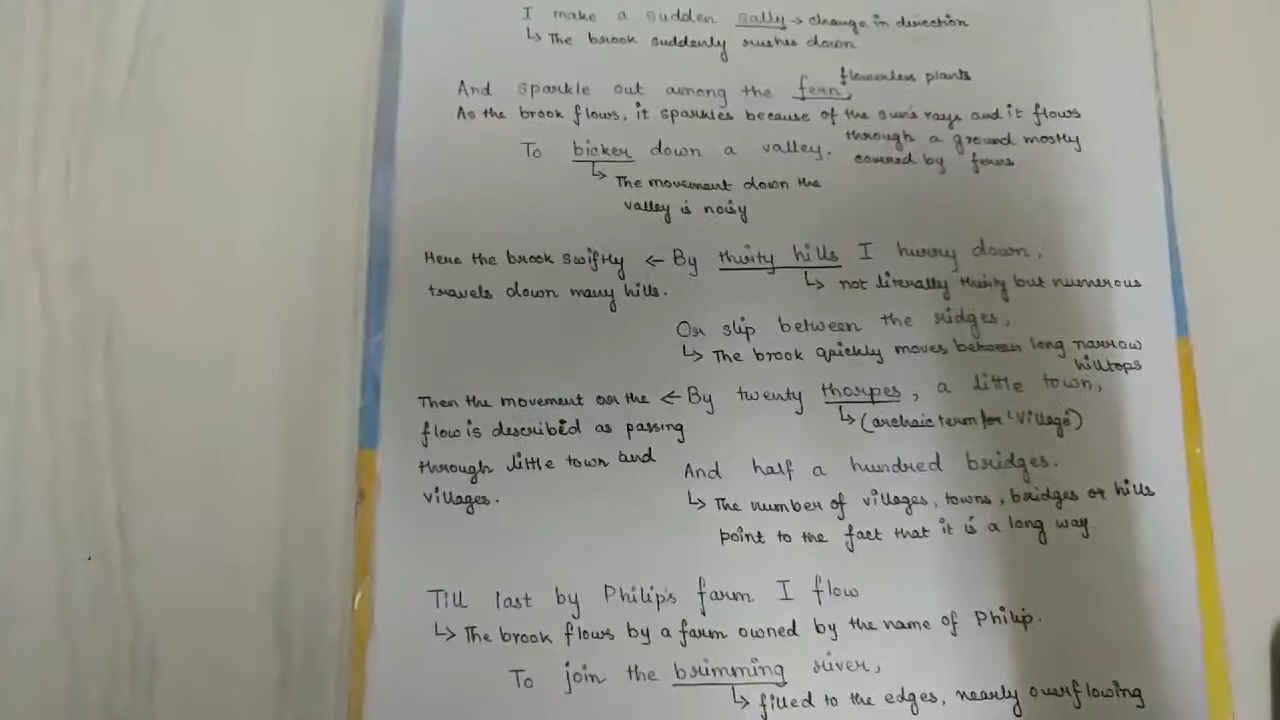 I make a sudden sally → change in direction
↳ The brook suddenly rushes down
flowerless plants
And sparkle out among the fern,
As the brook flows, it sparkles because of the sun's rays and it flows
through a ground mostly
covered by ferns
To bicker down a valley.
↳ The movement down the
valley is noisy
Here the brook swiftly ← By thirty hills I hurry down,
travels down many hills.
↳ not literally thirty but numerous
Or slip between the ridges,
↳ The brook quickly moves between long narrow
hilltops
Then the movement or the ← By twenty thorpes, a little town,
flow is described as passing
↳ (archaic term for 'Village')
through little town and
villages.
And half a hundred bridges.
↳ The number of villages, towns, bridges or hills
point to the fact that it is a long way.
Till last by Philip's farm I flow
↳ The brook flows by a farm owned by the name of Philip.
To join the brimming river,
↳ filled to the edges, nearly overflowing